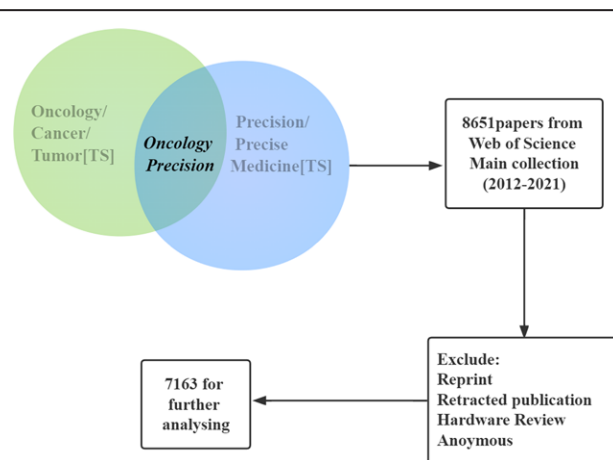 Oncology/
Cancer/
Tumor[TS]
Oncology
Precision
Precision/
Precise
Medicine[TS]
8651papers from
Web of Science
Main collection
(2012-2021)
Exclude:
Reprint
Retracted publication
Hardware Review
Anoymous
7163 for
further
analysing